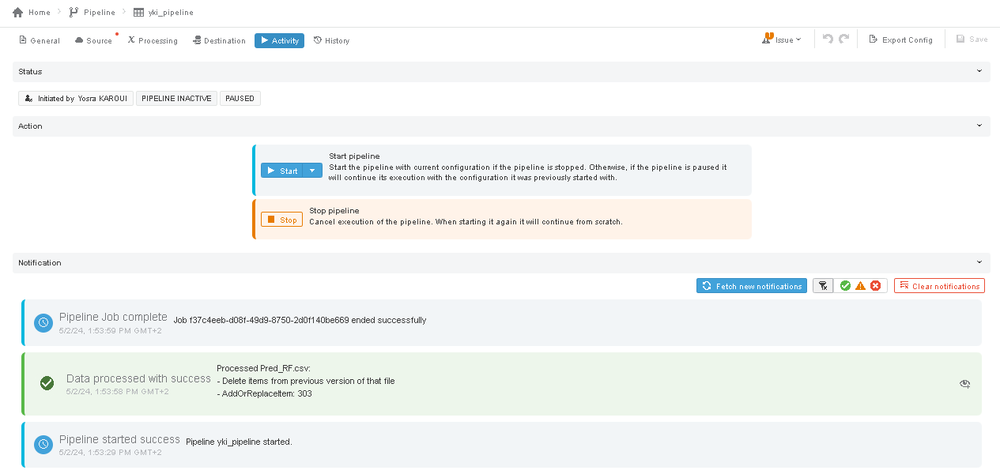 Home Pipeline yki_pipeline
General Source Processing Destination Activity History Issue Export Config Save
Status
Initiated by Yosra KAROUI PIPELINE INACTIVE PAUSED
Action
Start pipeline
Start
Start the pipeline with current configuration if the pipeline is stopped. Otherwise, if the pipeline is paused it
will continue its execution with the configuration it was previously started with.
Stop pipeline
Stop
Cancel execution of the pipeline. When starting it again it will continue from scratch.
Notification
Fetch new notifications Clear notifications
Pipeline Job complete Job f37c4eeb-d08f-49d9-8750-2d0f140be669 ended successfully
5/2/24, 1:53:59 PM GMT+2
Processed Pred_RF.csv:
Data processed with success - Delete items from previous version of that file
5/2/24, 1:53:58 PM GMT+2 - AddOrReplaceItem: 303
Pipeline started success Pipeline yki_pipeline started.
5/2/24, 1:53:29 PM GMT+2